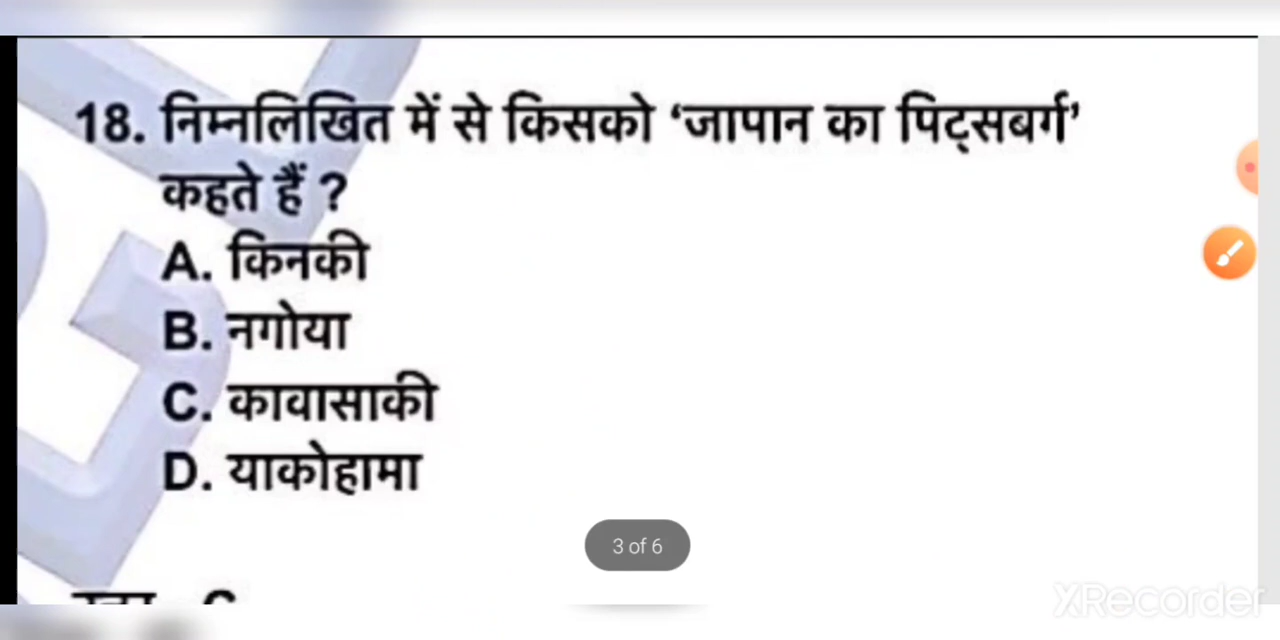 18. निम्नलिखित में से किसको ‘जापान का पिट्सबर्ग’
कहते हैं ?
A. किनकी
B. नगोया
C. कावासाकी
D. याकोहामा
3 of 6
XRecorder